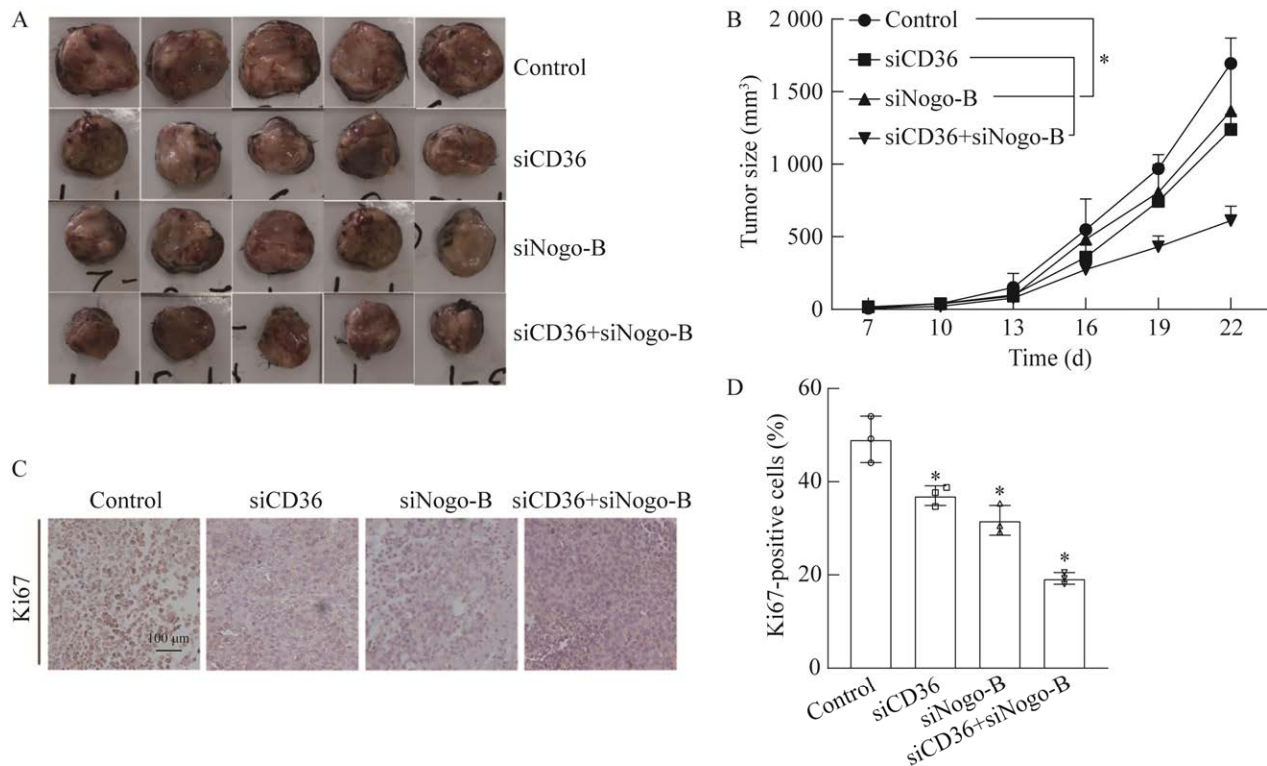 A
Control
siCD36
siNogo-B
siCD36+siNogo-B
B
Control
siCD36
siNogo-B
siCD36+siNogo-B
*
Tumor size (mm³)
2 000
1 500
1 000
500
0
7 10 13 16 19 22
Time (d)
C
Control siCD36 siNogo-B siCD36+siNogo-B
Ki67
100 μm
D
Ki67-positive cells (%)
60
40
20
0
* * *
Control siCD36 siNogo-B siCD36+siNogo-B